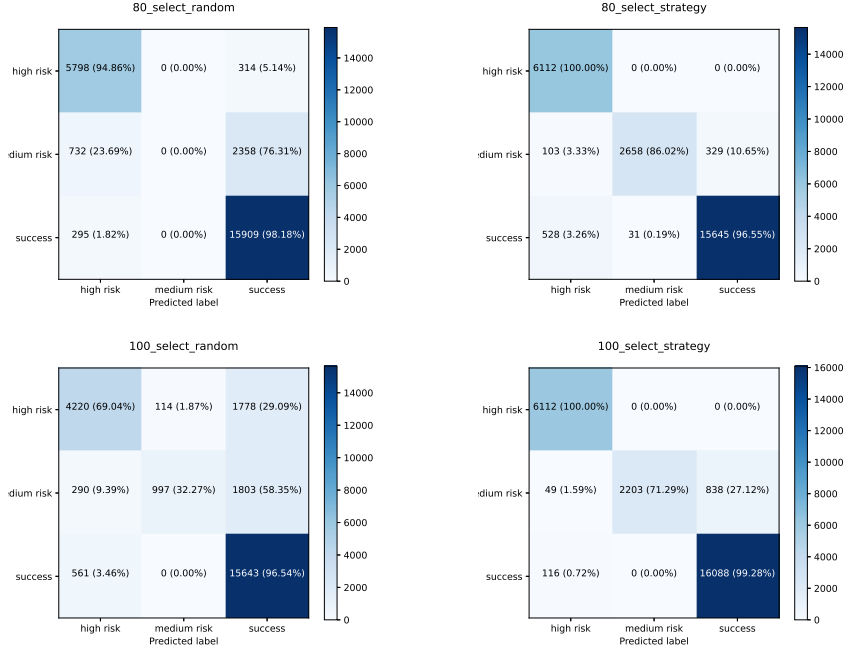 80_select_random
high risk
5798 (94.86%) 0 (0.00%) 314 (5.14%)
dium risk
732 (23.69%) 0 (0.00%) 2358 (76.31%)
success
295 (1.82%) 0 (0.00%) 15909 (98.18%)
high risk medium risk success
Predicted label
14000
12000
10000
8000
6000
4000
2000
0
80_select_strategy
high risk
6112 (100.00%) 0 (0.00%) 0 (0.00%)
dium risk
103 (3.33%) 2658 (86.02%) 329 (10.65%)
success
528 (3.26%) 31 (0.19%) 15645 (96.55%)
high risk medium risk success
Predicted label
14000
12000
10000
8000
6000
4000
2000
0
100_select_random
high risk
4220 (69.04%) 114 (1.87%) 1778 (29.09%)
dium risk
290 (9.39%) 997 (32.27%) 1803 (58.35%)
success
561 (3.46%) 0 (0.00%) 15643 (96.54%)
high risk medium risk success
Predicted label
14000
12000
10000
8000
6000
4000
2000
0
100_select_strategy
high risk
6112 (100.00%) 0 (0.00%) 0 (0.00%)
dium risk
49 (1.59%) 2203 (71.29%) 838 (27.12%)
success
116 (0.72%) 0 (0.00%) 16088 (99.28%)
high risk medium risk success
Predicted label
16000
14000
12000
10000
8000
6000
4000
2000
0